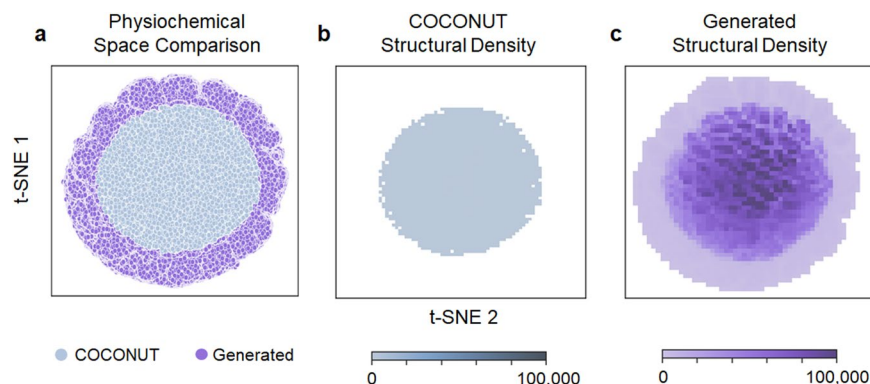 a
Physiochemical
Space Comparison
b
COCONUT
Structural Density
c
Generated
Structural Density
t-SNE 1
t-SNE 2
COCONUT
Generated
0
100,000
0
100,000